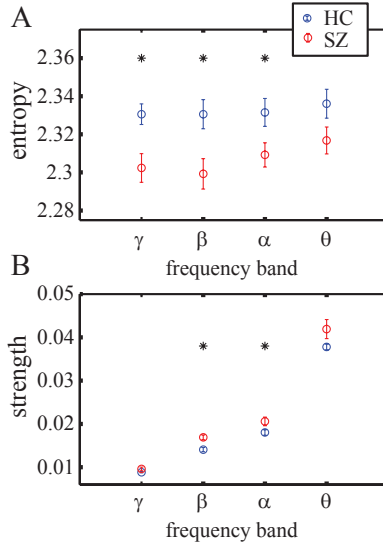 A
HC
SZ
2.36
2.34
2.32
2.3
2.28
entropy
* * *
γ β α θ
frequency band
B
0.05
0.04
0.03
0.02
0.01
strength
* *
γ β α θ
frequency band